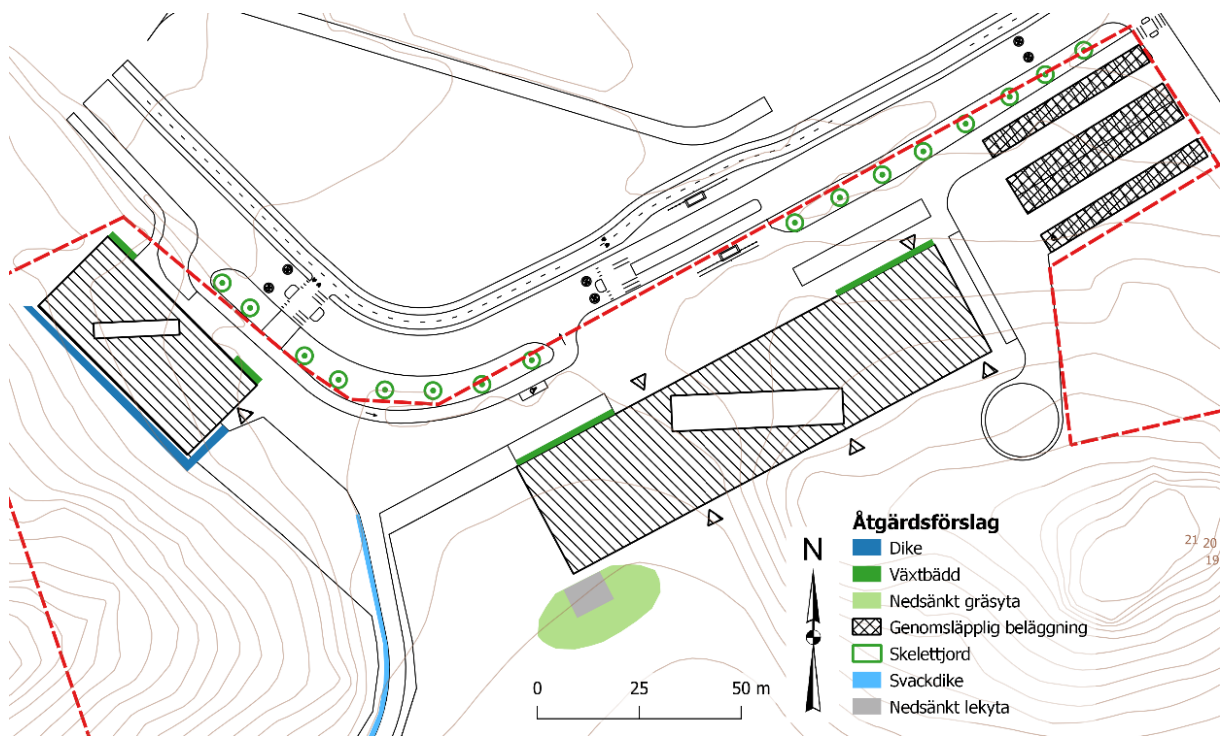 21 20
19
Åtgärdsförslag
Dike
Växtbädd
Nedsänkt gräsyta
Genomsläpplig beläggning
Skelettjord
Svackdike
Nedsänkt lekyta
N
0 25 50 m